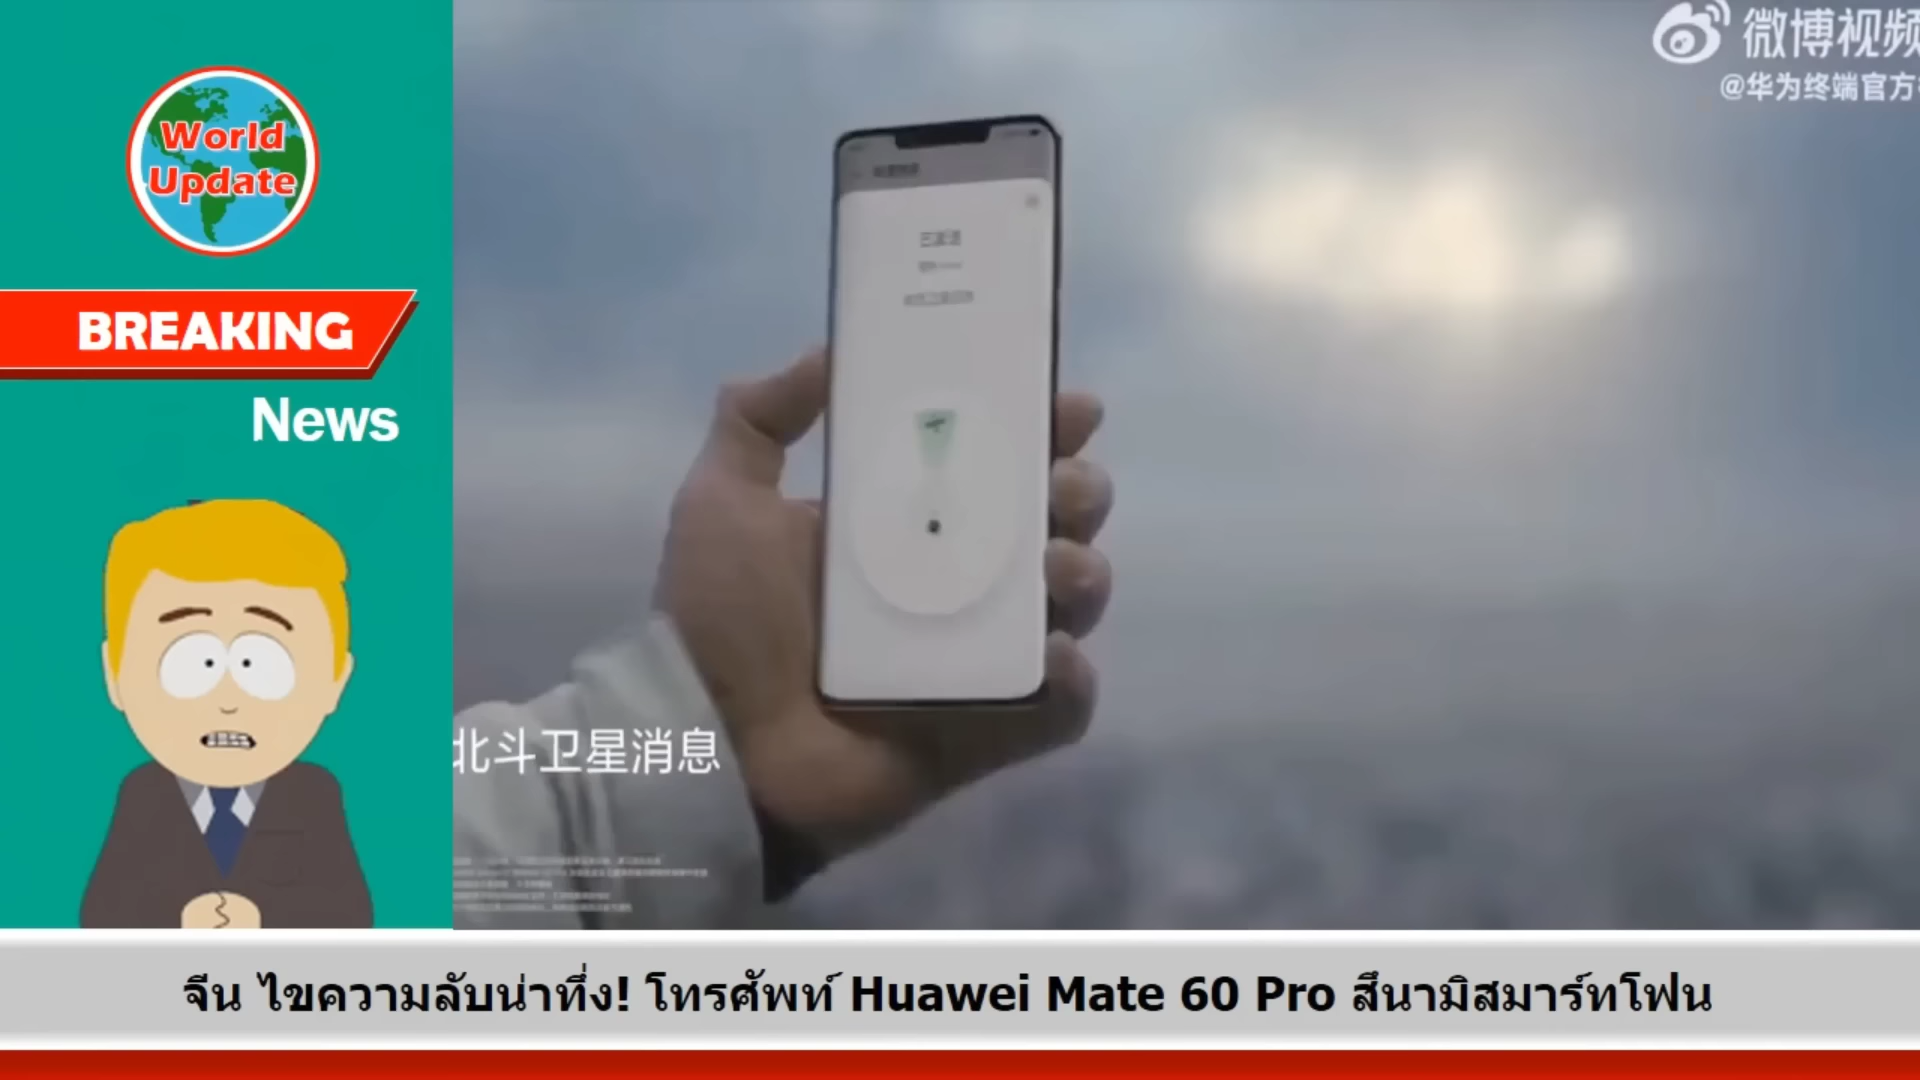 World
Update
BREAKING
News
微博视频
@华为终端官方
北斗卫星消息
จีน ไขความลับน่าทึ่ง! โทรศัพท์ Huawei Mate 60 Pro สึนามิสมาร์ทโฟน